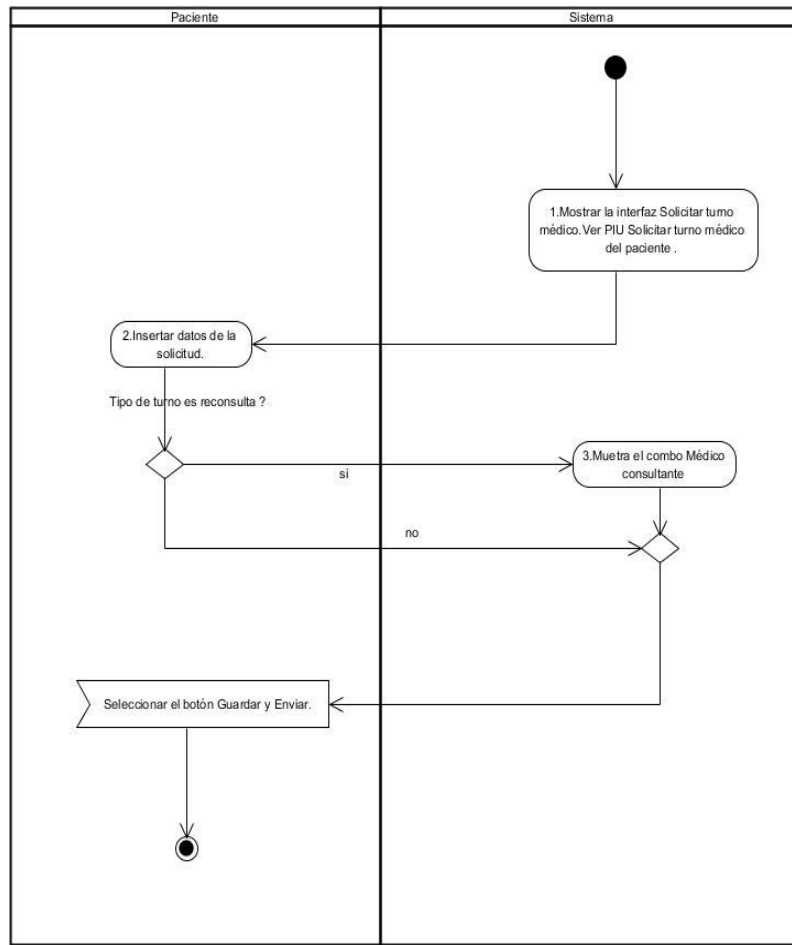 Paciente
Sistema
1.Mostrar la interfaz Solicitar turno
médico.Ver PIU Solicitar turno médico
del paciente .
2.Insertar datos de la
solicitud.
Tipo de turno es reconsulta ?
3.Muetra el combo Médico
consultante
si
no
Seleccionar el botón Guardar y Enviar.